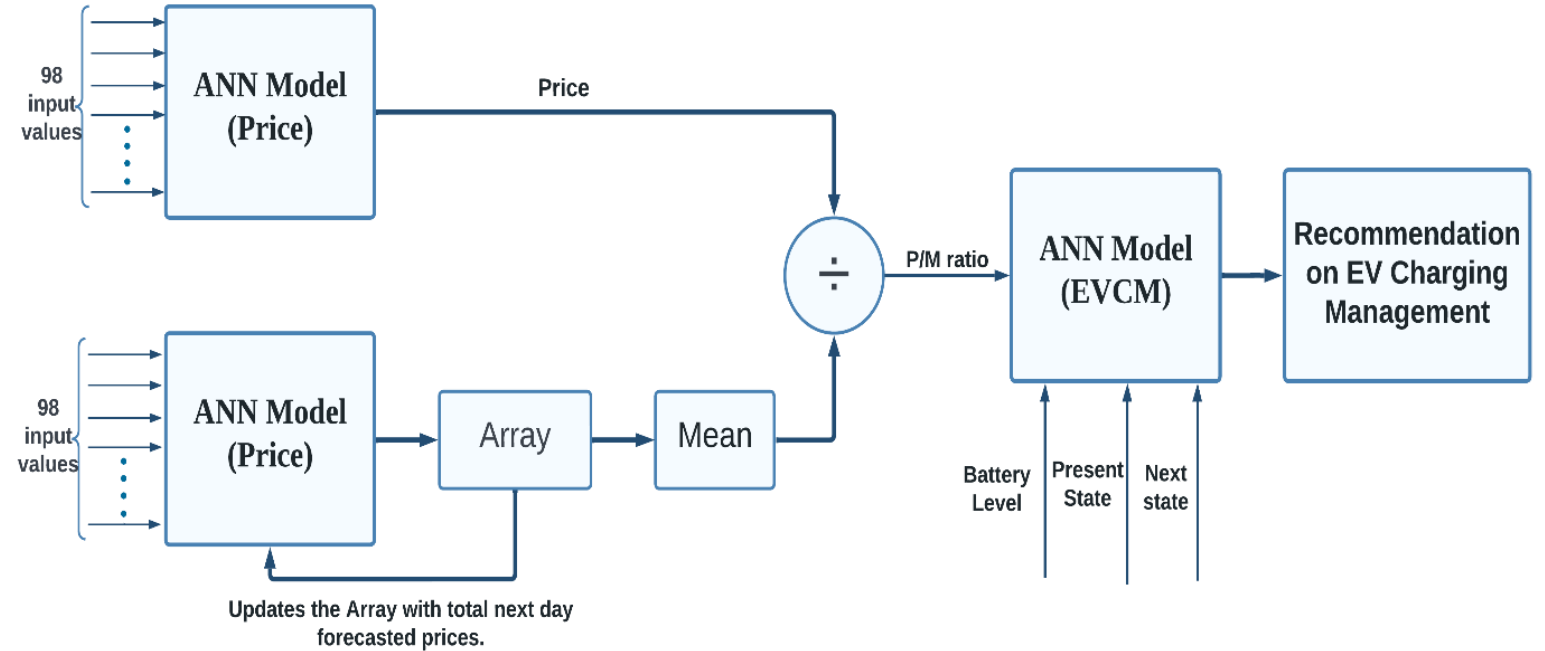 98
input
values
ANN Model
(Price)
Price
÷
P/M ratio
ANN Model
(EVCM)
Recommendation
on EV Charging
Management
98
input
values
ANN Model
(Price)
Array
Mean
Battery
Level
Present
State
Next
state
Updates the Array with total next day
forecasted prices.